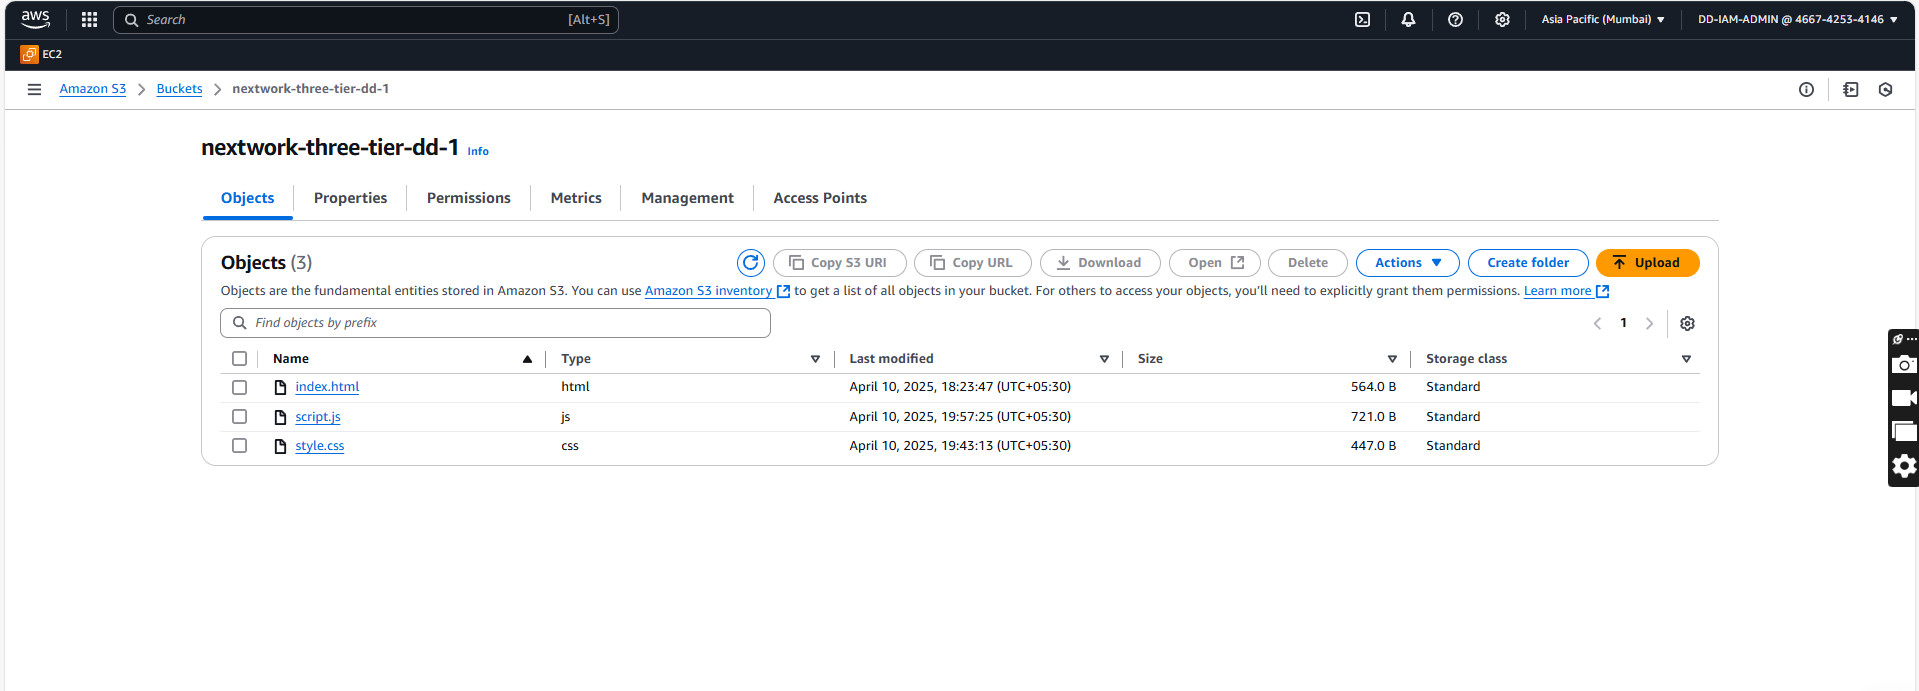 aws Search [Alt+S] Asia Pacific (Mumbai) DD-IAM-ADMIN @ 4667-4253-4146
EC2
Amazon S3 Buckets nextwork-three-tier-dd-1
nextwork-three-tier-dd-1 Info
Objects Properties Permissions Metrics Management Access Points
Objects (3) Copy S3 URI Copy URL Download Open Delete Actions Create folder Upload
Objects are the fundamental entities stored in Amazon S3. You can use Amazon S3 inventory to get a list of all objects in your bucket. For others to access your objects, you’ll need to explicitly grant them permissions. Learn more
Find objects by prefix 1
Name Type Last modified Size Storage class
index.html html April 10, 2025, 18:23:47 (UTC+05:30) 564.0 B Standard
script.js js April 10, 2025, 19:57:25 (UTC+05:30) 721.0 B Standard
style.css css April 10, 2025, 19:43:13 (UTC+05:30) 447.0 B Standard